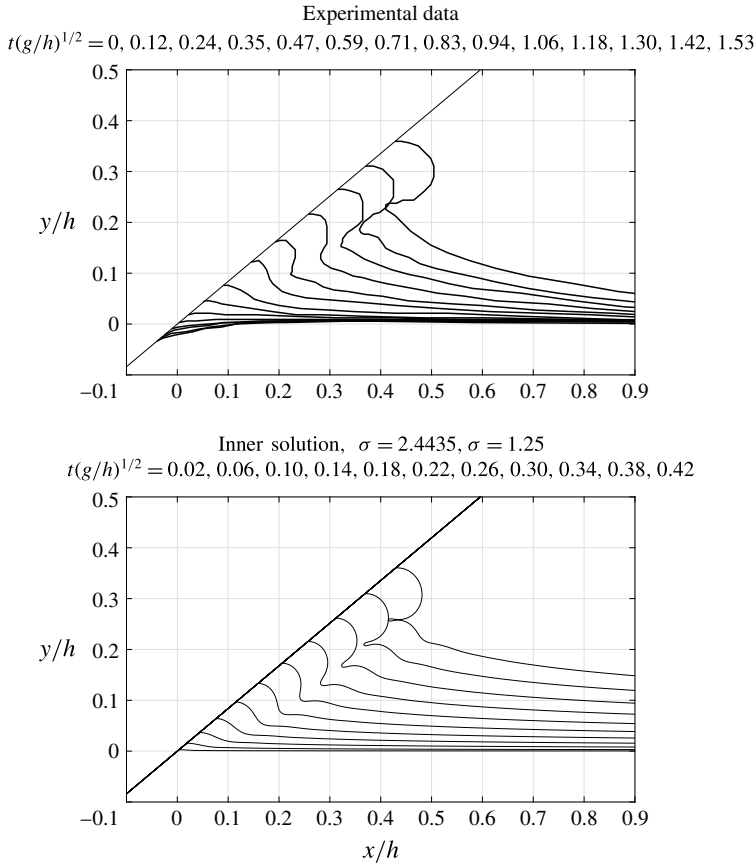 Experimental data
t(g/h)^{1/2} = 0, 0.12, 0.24, 0.35, 0.47, 0.59, 0.71, 0.83, 0.94, 1.06, 1.18, 1.30, 1.42, 1.53
0.5
0.4
0.3
y/h
0.2
0.1
0
−0.1
0 0.1 0.2 0.3 0.4 0.5 0.6 0.7 0.8 0.9
Inner solution, σ = 2.4435, σ = 1.25
t(g/h)^{1/2} = 0.02, 0.06, 0.10, 0.14, 0.18, 0.22, 0.26, 0.30, 0.34, 0.38, 0.42
0.5
0.4
0.3
y/h
0.2
0.1
0
−0.1
0 0.1 0.2 0.3 0.4 0.5 0.6 0.7 0.8 0.9
x/h